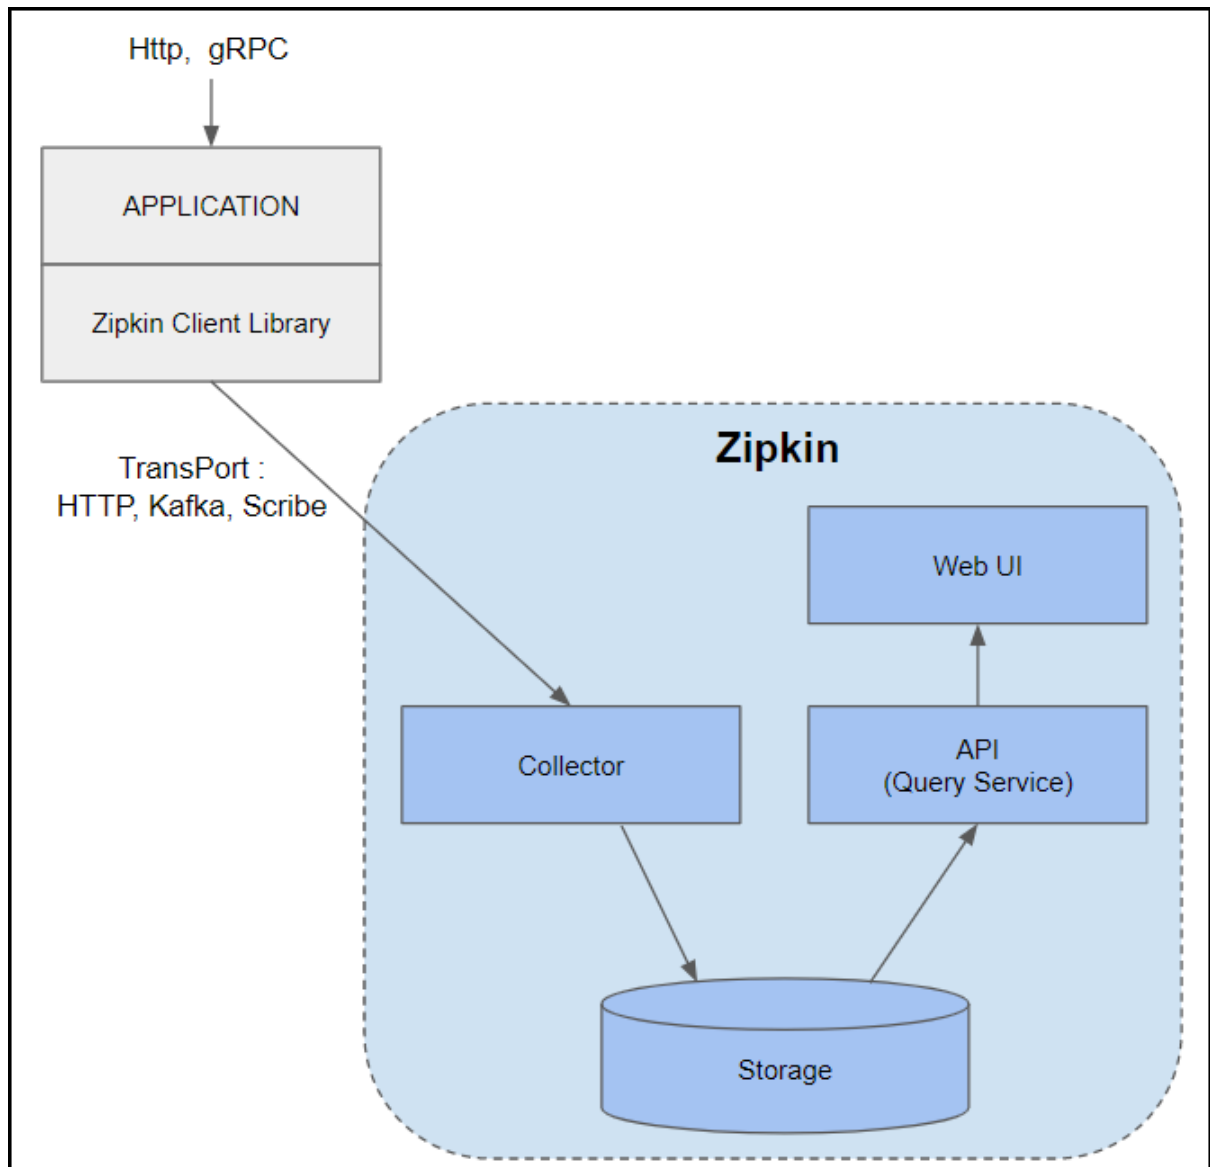 Http, gRPC
APPLICATION
Zipkin Client Library
TransPort :
HTTP, Kafka, Scribe
Zipkin
Web UI
Collector
API
(Query Service)
Storage